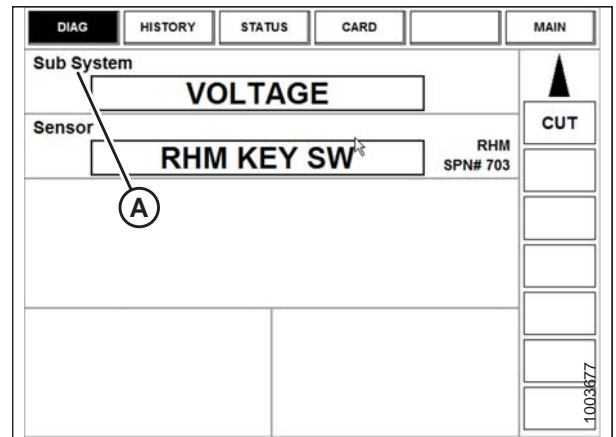 DIAG HISTORY STATUS CARD MAIN
Sub System
VOLTAGE
CUT
Sensor
RHM KEY SW
RHM
SPN# 703
A
1003677